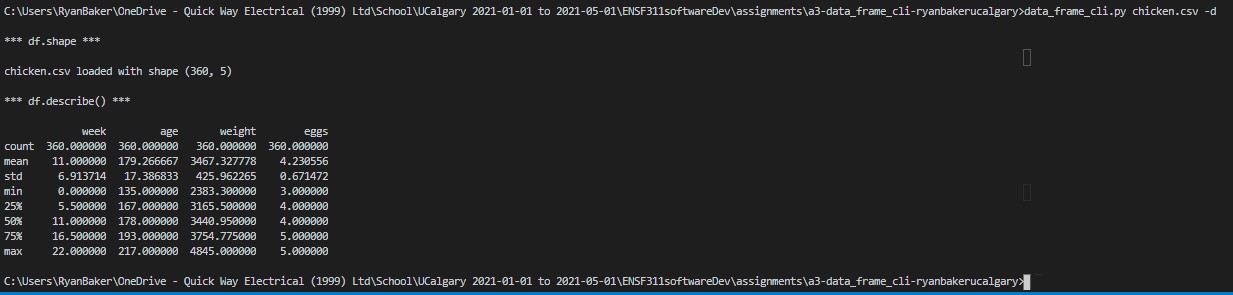 C:\Users\RyanBaker\OneDrive - Quick Way Electrical (1999) Ltd\School\UCalgary 2021-01-01 to 2021-05-01\ENSF311softwareDev\assignments\a3-data_frame_cli-ryanbakerucalgary>data_frame_cli.py chicken.csv -d
*** df.shape ***
chicken.csv loaded with shape (360, 5)
*** df.describe() ***
             week         age       weight        eggs
count  360.000000  360.000000   360.000000  360.000000
mean    11.000000  179.266667  3467.327778    4.230556
std      6.913714   17.386833   425.962265    0.671472
min      0.000000  135.000000  2383.300000    3.000000
25%      5.500000  167.000000  3165.500000    4.000000
50%     11.000000  178.000000  3440.950000    4.000000
75%     16.500000  193.000000  3754.775000    5.000000
max     22.000000  217.000000  4845.000000    5.000000
C:\Users\RyanBaker\OneDrive - Quick Way Electrical (1999) Ltd\School\UCalgary 2021-01-01 to 2021-05-01\ENSF311softwareDev\assignments\a3-data_frame_cli-ryanbakerucalgary>